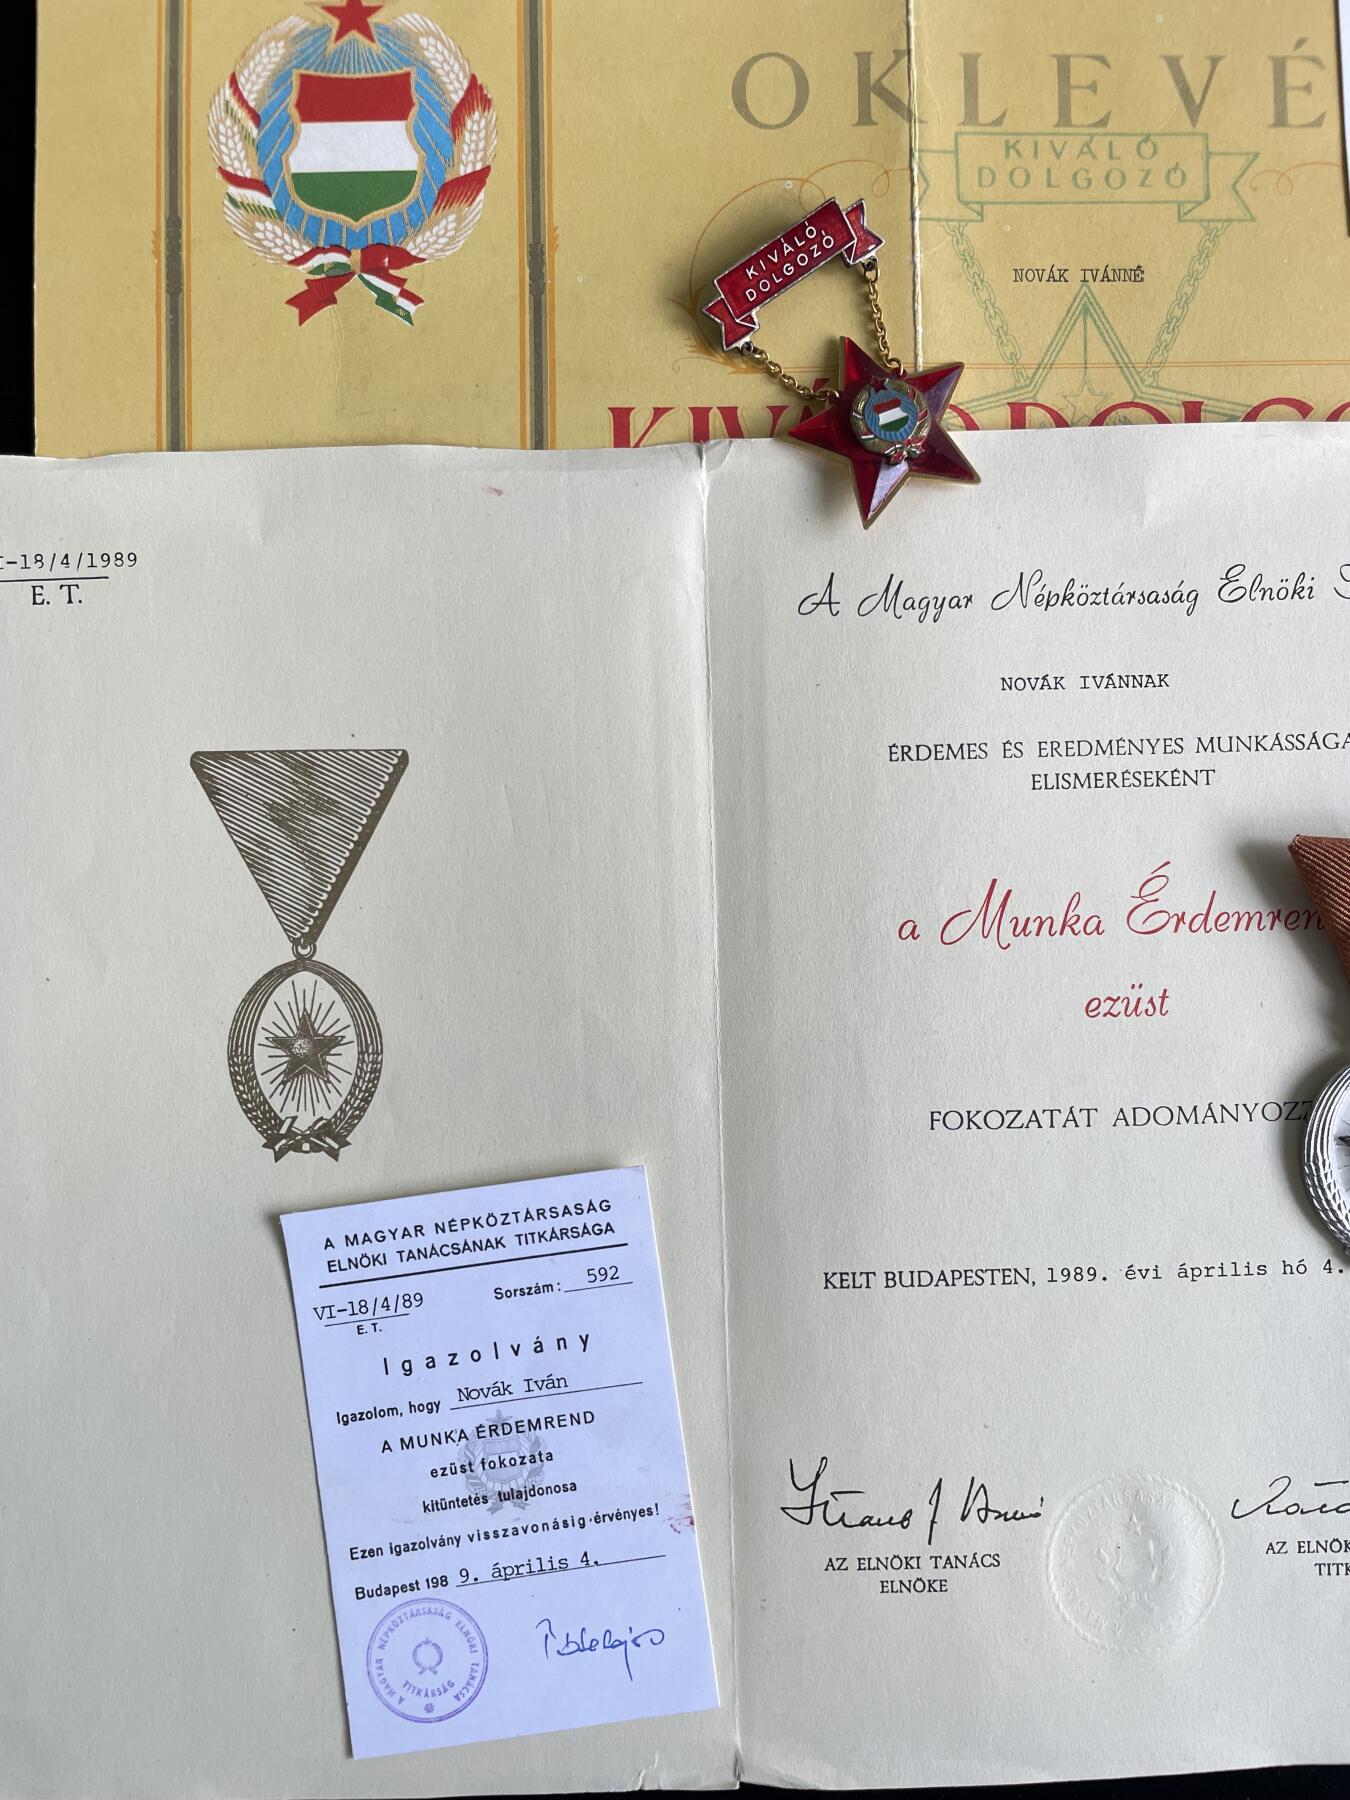 OKLEVÉ
KIVÁLÓ
DOLGOZÓ
NOVÁK IVÁNNÉ
KIVÁLÓ
DOLGOZÓ
KIVÁ DOLGO
I-18/4/1989
E. T.
A Magyar Népköztársaság Elnöki
NOVÁK IVÁNNAK
ÉRDEMES ÉS EREDMÉNYES MUNKÁSSÁGA
ELISMERÉSEKÉNT
a Munka Érdemren
ezüst
FOKOZATÁT ADOMÁNYOZ
KELT BUDAPESTEN, 1989. évi április hó 4.
AZ ELNÖKI TANÁCS
ELNÖKE
AZ ELNÖK
TITK
A MAGYAR NÉPKÖZTÁRSASÁG
ELNÖKI TANÁCSÁNAK TITKÁRSÁGA
VI-18/4/89
E. T.
Sorszám: 592
Igazolvány
Igazolom, hogy Novák Iván
A MUNKA ÉRDEMREND
ezüst fokozata
kitüntetés tulajdonosa
Ezen igazolvány visszavonásig érvényes!
Budapest 198 9. április 4.
A MAGYAR NÉPKÖZTÁRSASÁG ELNÖKI TANÁCSA
TITKÁRSÁG